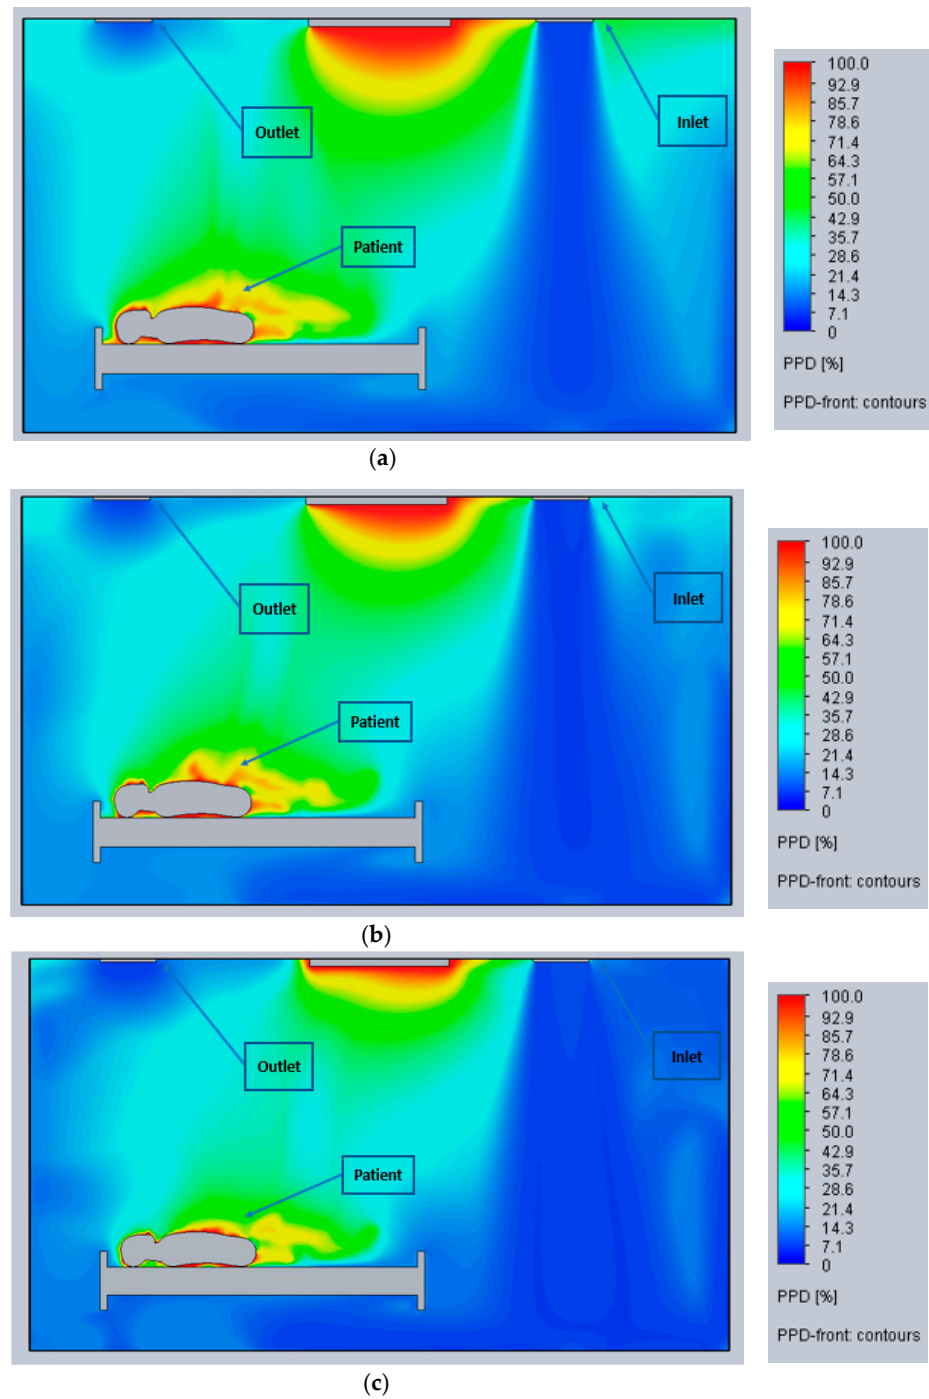 Outlet
Inlet
Patient
100.0
92.9
85.7
78.6
71.4
64.3
57.1
50.0
42.9
35.7
28.6
21.4
14.3
7.1
0
PPD [%]
PPD-front: contours
(a)
Outlet
Inlet
Patient
100.0
92.9
85.7
78.6
71.4
64.3
57.1
50.0
42.9
35.7
28.6
21.4
14.3
7.1
0
PPD [%]
PPD-front: contours
(b)
Outlet
Inlet
Patient
100.0
92.9
85.7
78.6
71.4
64.3
57.1
50.0
42.9
35.7
28.6
21.4
14.3
7.1
0
PPD [%]
PPD-front: contours
(c)